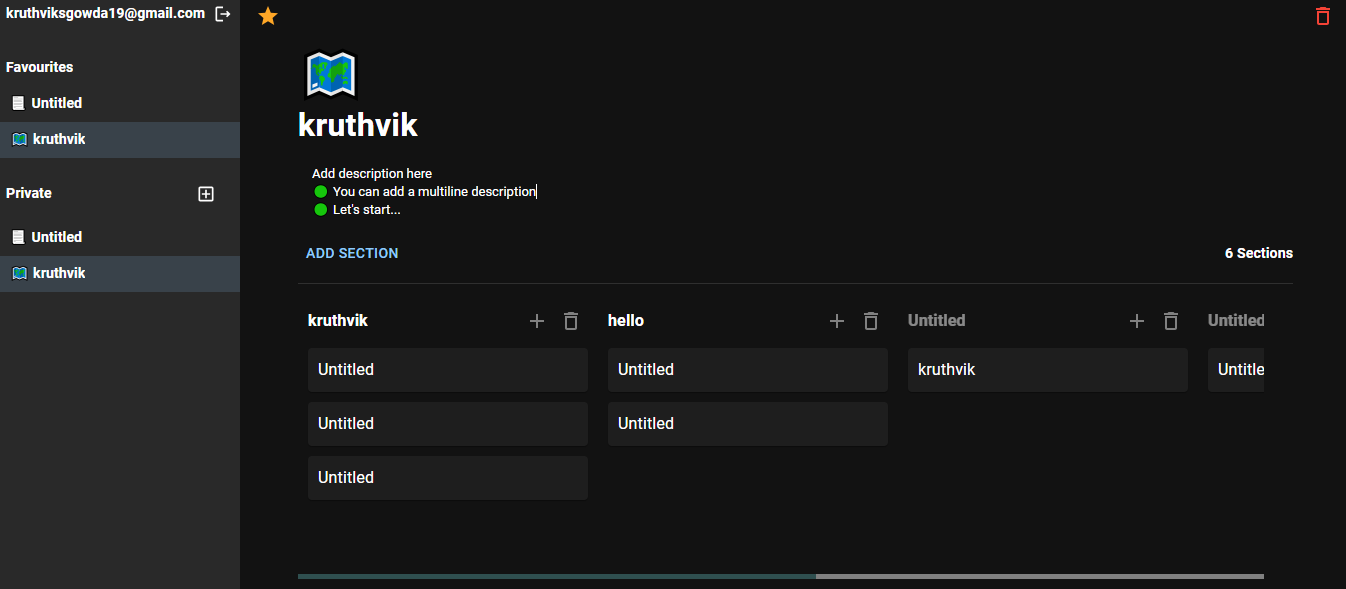 kruthviksgowda19@gmail.com
Favourites
Untitled
kruthvik
Private
Untitled
kruthvik
kruthvik
Add description here
You can add a multiline description
Let's start...
ADD SECTION
6 Sections
kruthvik
hello
Untitled
Untitled
Untitled
Untitled
kruthvik
Untitle
Untitled
Untitled
Untitled